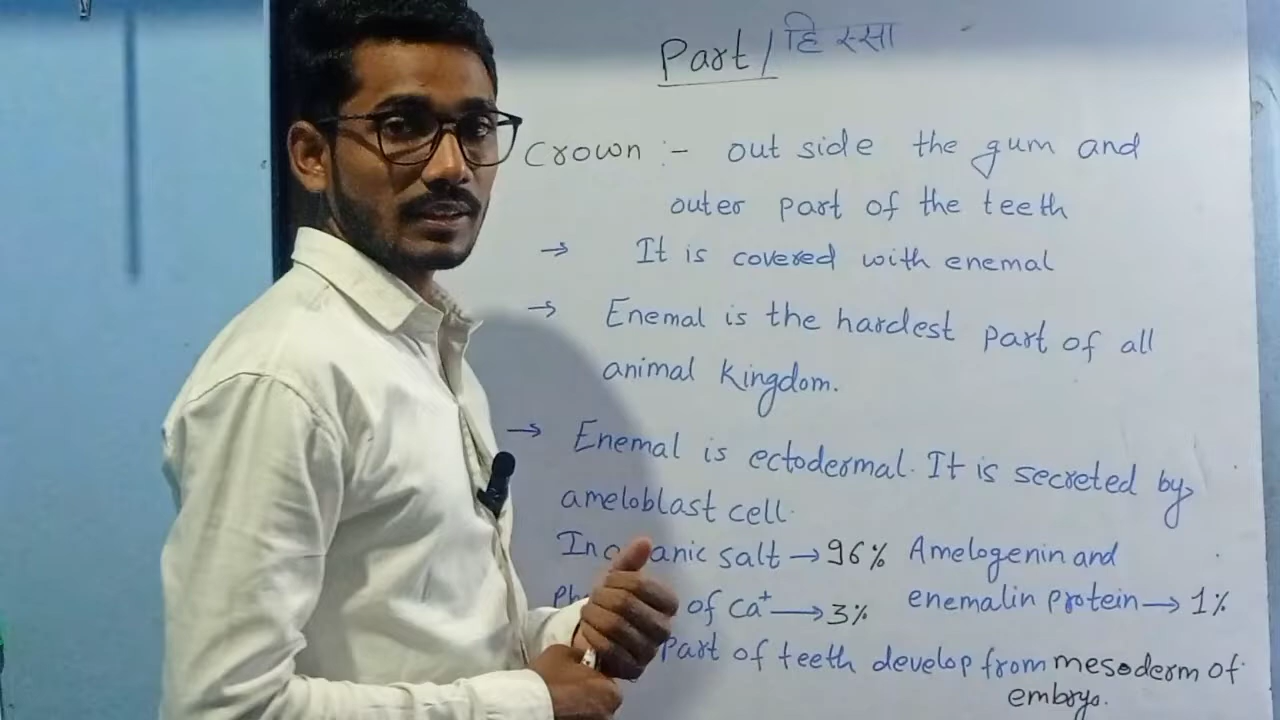 Part / हिस्सा
Crown :- out side the gum and
outer part of the teeth
→ It is covered with enemal
→ Enemal is the hardest part of all
animal kingdom.
→ Enemal is ectodermal. It is secreted by
ameloblast cell.
salt → 96% Amelogenin and
of Ca⁺ → 3% enemalin protein → 1%
Part of teeth develop from mesoderm of
embryo.